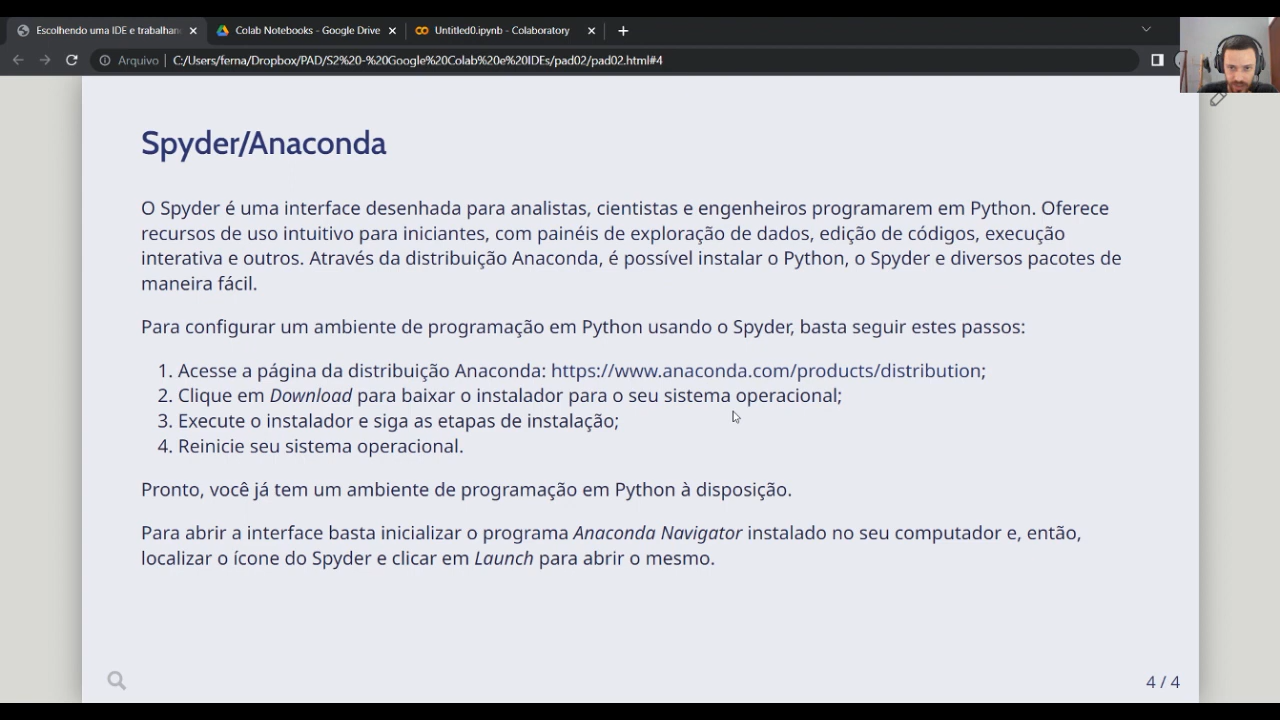 Escolhendo uma IDE e trabalhan
Colab Notebooks - Google Drive
Untitled0.ipynb - Colaboratory
Arquivo
C:/Users/ferna/Dropbox/PAD/S2%20-%20Google%20Colab%20e%20IDEs/pad02/pad02.html#4
Spyder/Anaconda
O Spyder é uma interface desenhada para analistas, cientistas e engenheiros programarem em Python. Oferece
recursos de uso intuitivo para iniciantes, com painéis de exploração de dados, edição de códigos, execução
interativa e outros. Através da distribuição Anaconda, é possível instalar o Python, o Spyder e diversos pacotes de
maneira fácil.
Para configurar um ambiente de programação em Python usando o Spyder, basta seguir estes passos:
1. Acesse a página da distribuição Anaconda: https://www.anaconda.com/products/distribution;
2. Clique em Download para baixar o instalador para o seu sistema operacional;
3. Execute o instalador e siga as etapas de instalação;
4. Reinicie seu sistema operacional.
Pronto, você já tem um ambiente de programação em Python à disposição.
Para abrir a interface basta inicializar o programa Anaconda Navigator instalado no seu computador e, então,
localizar o ícone do Spyder e clicar em Launch para abrir o mesmo.
4 / 4